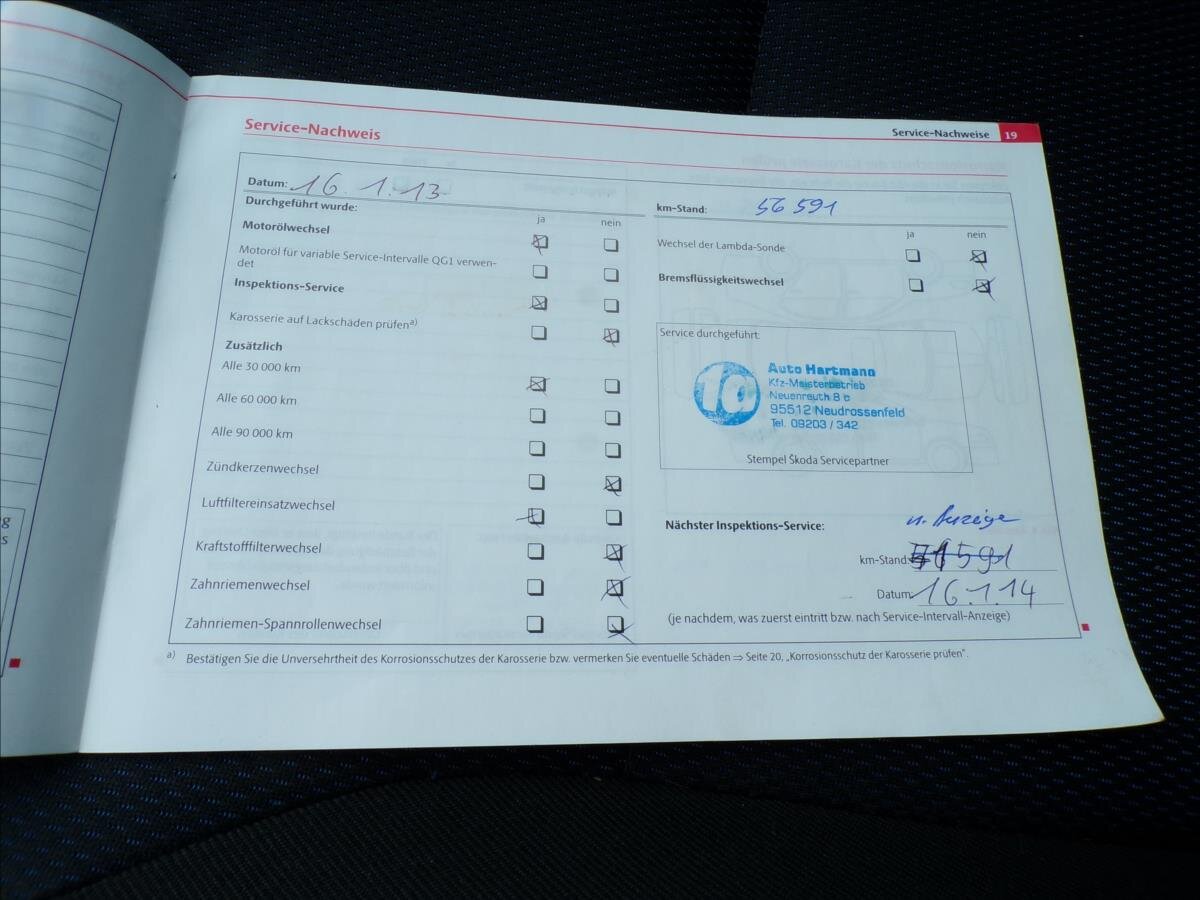 Service-Nachweis
Service-Nachweise 19
Datum: 16.1.13
Durchgeführt wurde:
ja nein
Motorölwechsel
Motoröl für variable Service-Intervalle QG1 verwen-
det
Inspektions-Service
Karosserie auf Lackschäden prüfen a)
Zusätzlich
Alle 30 000 km
Alle 60 000 km
Alle 90 000 km
Zündkerzenwechsel
Luftfiltereinsatzwechsel
Kraftstofffilterwechsel
Zahnriemenwechsel
Zahnriemen-Spannrollenwechsel
km-Stand: 56 591
ja nein
Wechsel der Lambda-Sonde
Bremsflüssigkeitswechsel
Service durchgeführt:
10
Auto Hartmann
Kfz-Meisterbetrieb
Neuenreuth 8 c
95512 Neudrossenfeld
Tel. 09203 / 342
Stempel Škoda Servicepartner
Nächster Inspektions-Service: n. Anzeige
km-Stand:
Datum: 16.1.14
(je nachdem, was zuerst eintritt bzw. nach Service-Intervall-Anzeige)
a) Bestätigen Sie die Unversehrtheit des Korrosionsschutzes der Karosserie bzw. vermerken Sie eventuelle Schäden ⇒ Seite 20, „Korrosionsschutz der Karosserie prüfen".
g
s